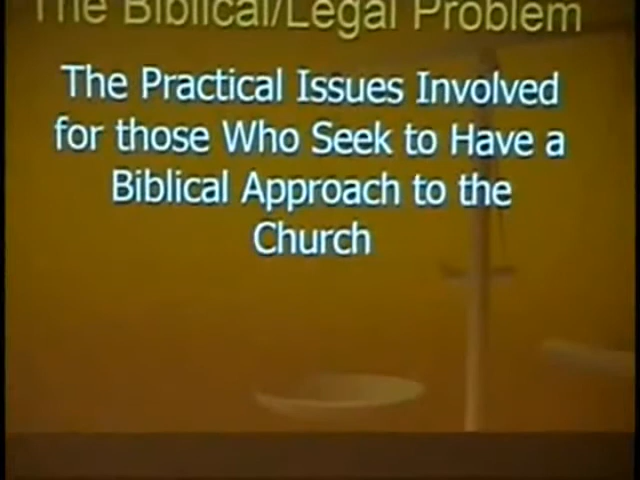 The Biblical/Legal Problem
The Practical Issues Involved
for those Who Seek to Have a
Biblical Approach to the
Church